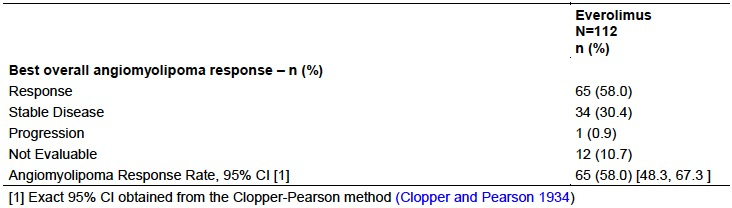 Everolimus
N=112
n (%)
Best overall angiomyolipoma response – n (%)
Response 65 (58.0)
Stable Disease 34 (30.4)
Progression 1 (0.9)
Not Evaluable 12 (10.7)
Angiomyolipoma Response Rate, 95% CI [1] 65 (58.0) [48.3, 67.3 ]
[1] Exact 95% CI obtained from the Clopper-Pearson method (Clopper and Pearson 1934)